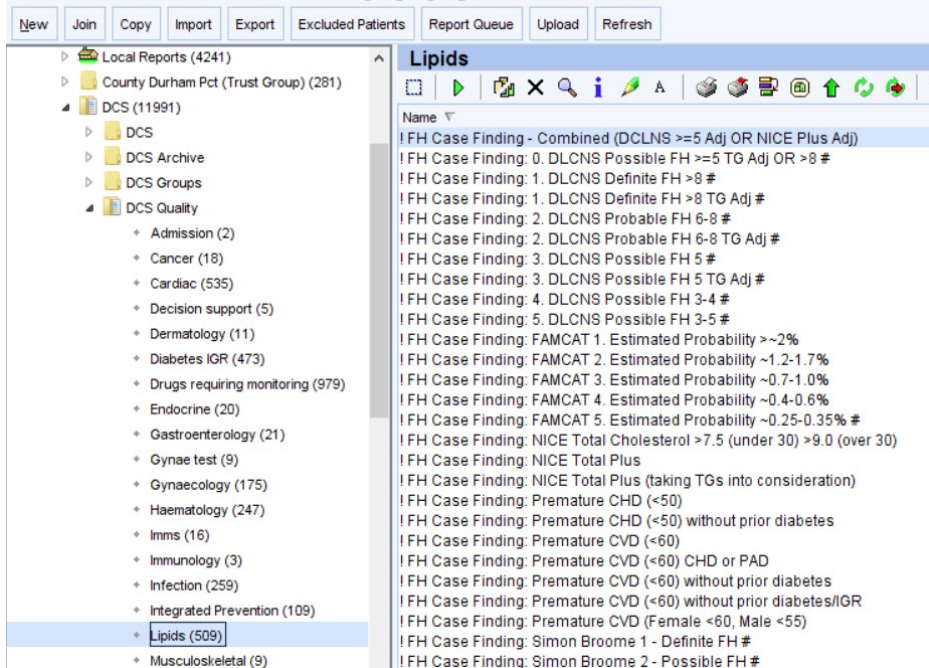 New Join Copy Import Export Excluded Patients Report Queue Upload Refresh
Local Reports (4241)
County Durham Pct (Trust Group) (281)
DCS (11991)
DCS
DCS Archive
DCS Groups
DCS Quality
Admission (2)
Cancer (18)
Cardiac (535)
Decision support (5)
Dermatology (11)
Diabetes IGR (473)
Drugs requiring monitoring (979)
Endocrine (20)
Gastroenterology (21)
Gynae test (9)
Gynaecology (175)
Haematology (247)
Imms (16)
Immunology (3)
Infection (259)
Integrated Prevention (109)
Lipids (509)
Musculoskeletal (9)
Lipids
A
Name
! FH Case Finding - Combined (DCLNS >=5 Adj OR NICE Plus Adj)
! FH Case Finding: 0. DLCNS Possible FH >=5 TG Adj OR >8 #
! FH Case Finding: 1. DLCNS Definite FH >8 #
! FH Case Finding: 1. DLCNS Definite FH >8 TG Adj #
! FH Case Finding: 2. DLCNS Probable FH 6-8 #
! FH Case Finding: 2. DLCNS Probable FH 6-8 TG Adj #
! FH Case Finding: 3. DLCNS Possible FH 5 #
! FH Case Finding: 3. DLCNS Possible FH 5 TG Adj #
! FH Case Finding: 4. DLCNS Possible FH 3-4 #
! FH Case Finding: 5. DLCNS Possible FH 3-5 #
! FH Case Finding: FAMCAT 1. Estimated Probability >~2%
! FH Case Finding: FAMCAT 2. Estimated Probability ~1.2-1.7%
! FH Case Finding: FAMCAT 3. Estimated Probability ~0.7-1.0%
! FH Case Finding: FAMCAT 4. Estimated Probability ~0.4-0.6%
! FH Case Finding: FAMCAT 5. Estimated Probability ~0.25-0.35% #
! FH Case Finding: NICE Total Cholesterol >7.5 (under 30) >9.0 (over 30)
! FH Case Finding: NICE Total Plus
! FH Case Finding: NICE Total Plus (taking TGs into consideration)
! FH Case Finding: Premature CHD (<50)
! FH Case Finding: Premature CHD (<50) without prior diabetes
! FH Case Finding: Premature CVD (<60)
! FH Case Finding: Premature CVD (<60) CHD or PAD
! FH Case Finding: Premature CVD (<60) without prior diabetes
! FH Case Finding: Premature CVD (<60) without prior diabetes/IGR
! FH Case Finding: Premature CVD (Female <60, Male <55)
! FH Case Finding: Simon Broome 1 - Definite FH #
! FH Case Finding: Simon Broome 2 - Possible FH #